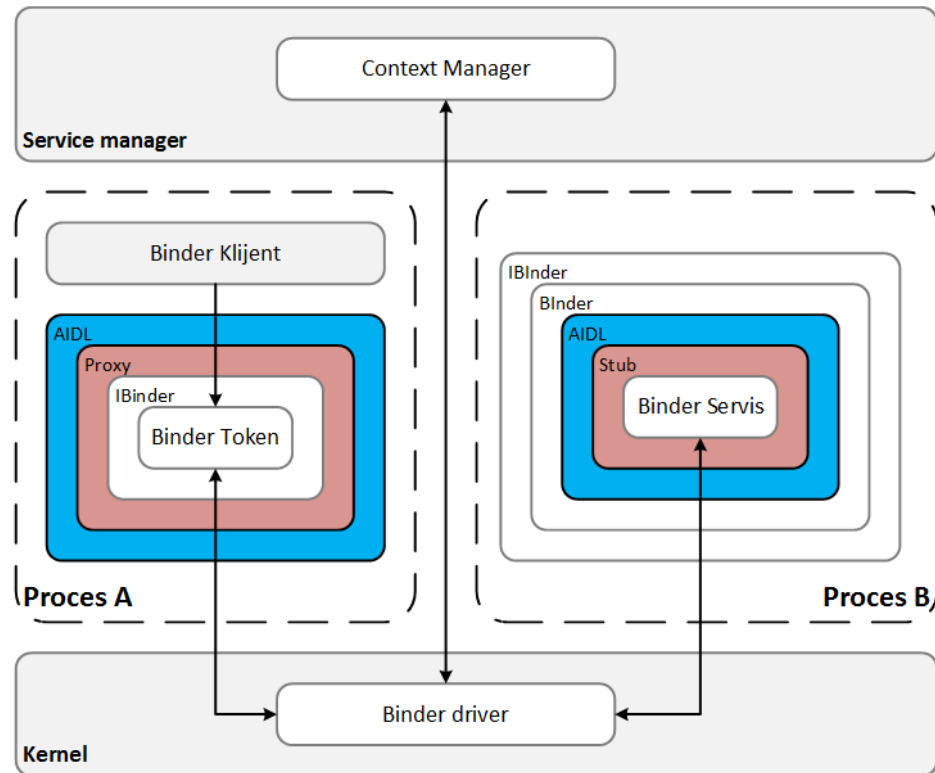 Context Manager
Service manager
Binder Klijent
AIDL
Proxy
IBinder
Binder Token
Proces A
IBInder
BInder
AIDL
Stub
Binder Servis
Proces B
Binder driver
Kernel